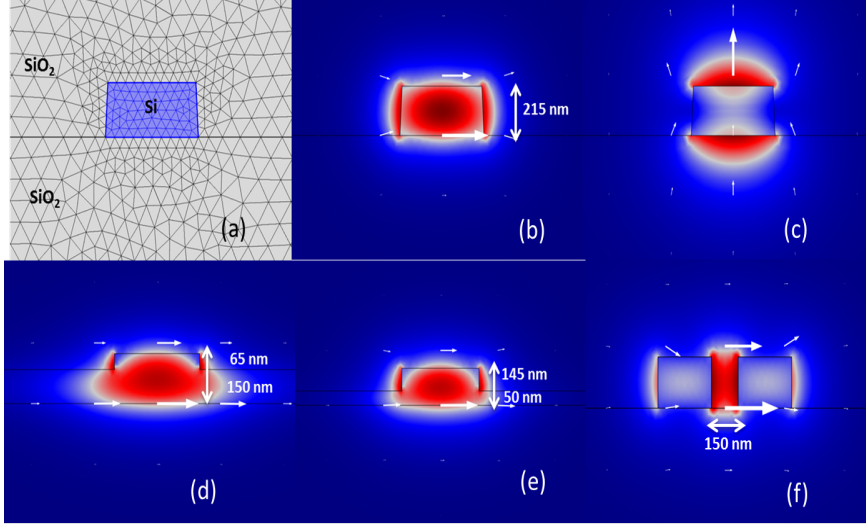 SiO2
Si
SiO2
(a)
215 nm
(b)
(c)
65 nm
150 nm
(d)
145 nm
50 nm
(e)
150 nm
(f)